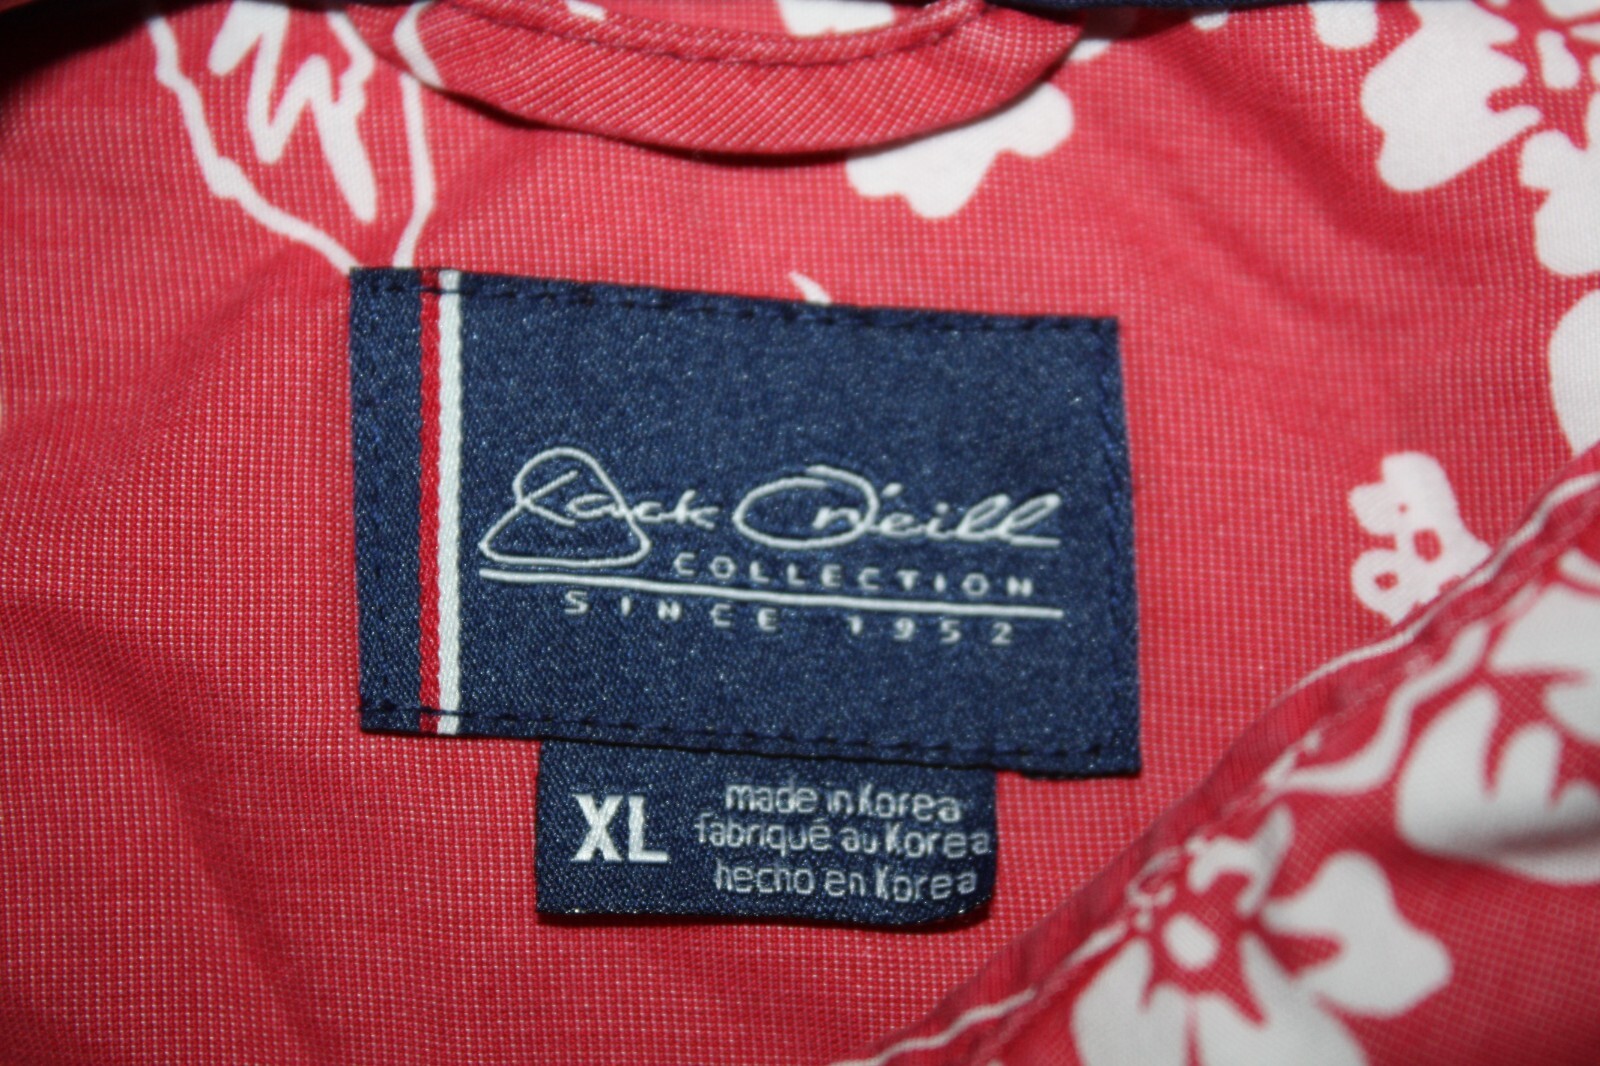 Jack O'Neill
COLLECTION
SINCE 1952
XL
made in Korea
fabriqué au Korea
hecho en Korea